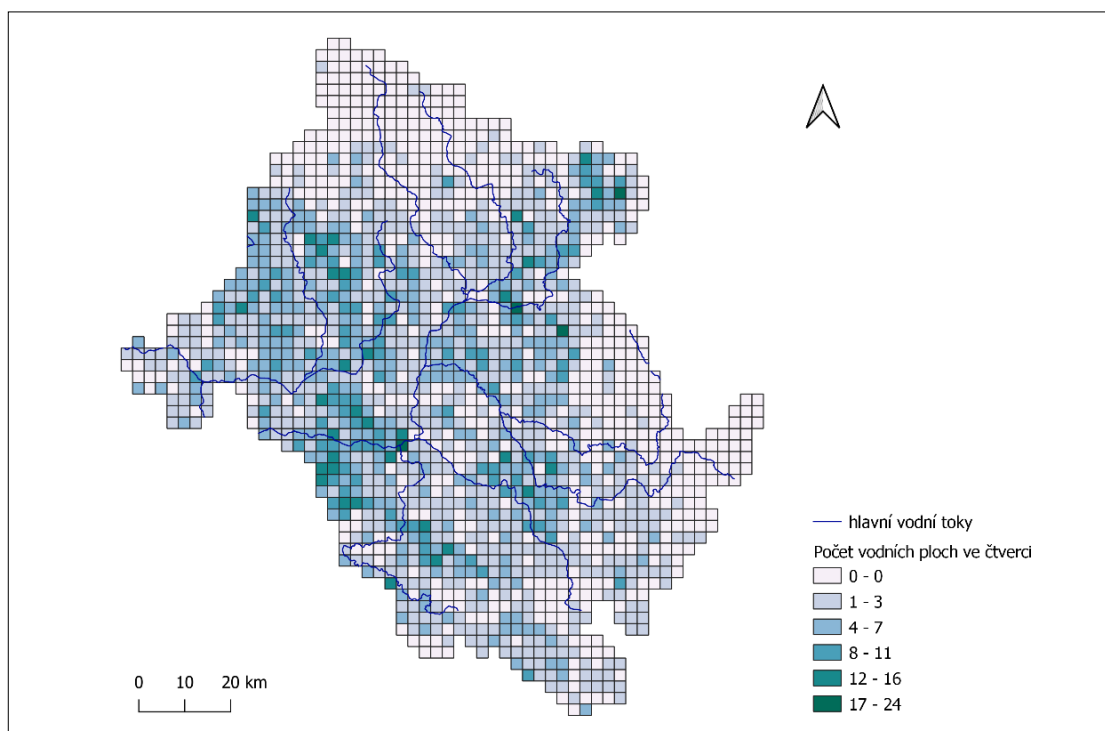 hlavní vodní toky
Počet vodních ploch ve čtverci
0 - 0
1 - 3
4 - 7
8 - 11
12 - 16
17 - 24
0 10 20 km